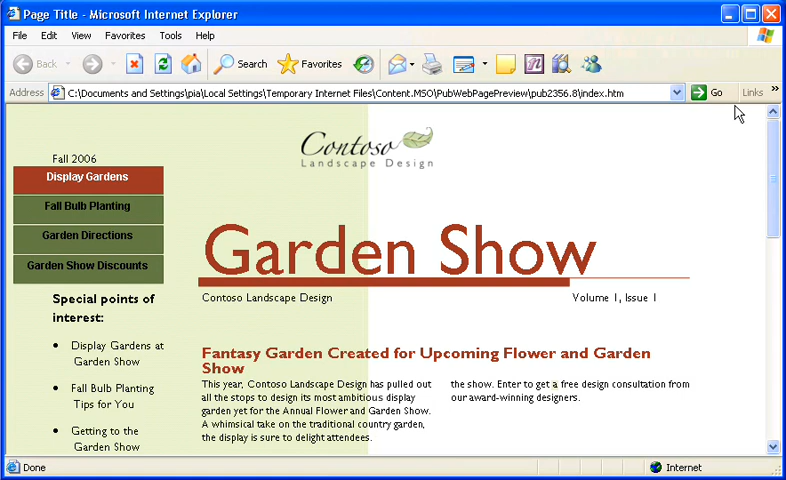 Page Title - Microsoft Internet Explorer
File Edit View Favorites Tools Help
Back Search Favorites
Address C:\Documents and Settings\pia\Local Settings\Temporary Internet Files\Content.MSO\PubWebPagePreview\pub2356.8\index.htm Go Links »
Contoso
Landscape Design
Fall 2006
Display Gardens
Fall Bulb Planting
Garden Directions
Garden Show Discounts
Special points of
interest:
• Display Gardens at
Garden Show
• Fall Bulb Planting
Tips for You
• Getting to the
Garden Show
Garden Show
Contoso Landscape Design Volume 1, Issue 1
Fantasy Garden Created for Upcoming Flower and Garden
Show
This year, Contoso Landscape Design has pulled out
all the stops to design its most ambitious display
garden yet for the Annual Flower and Garden Show.
A whimsical take on the traditional country garden,
the display is sure to delight attendees.
the show. Enter to get a free design consultation from
our award-winning designers.
Done Internet